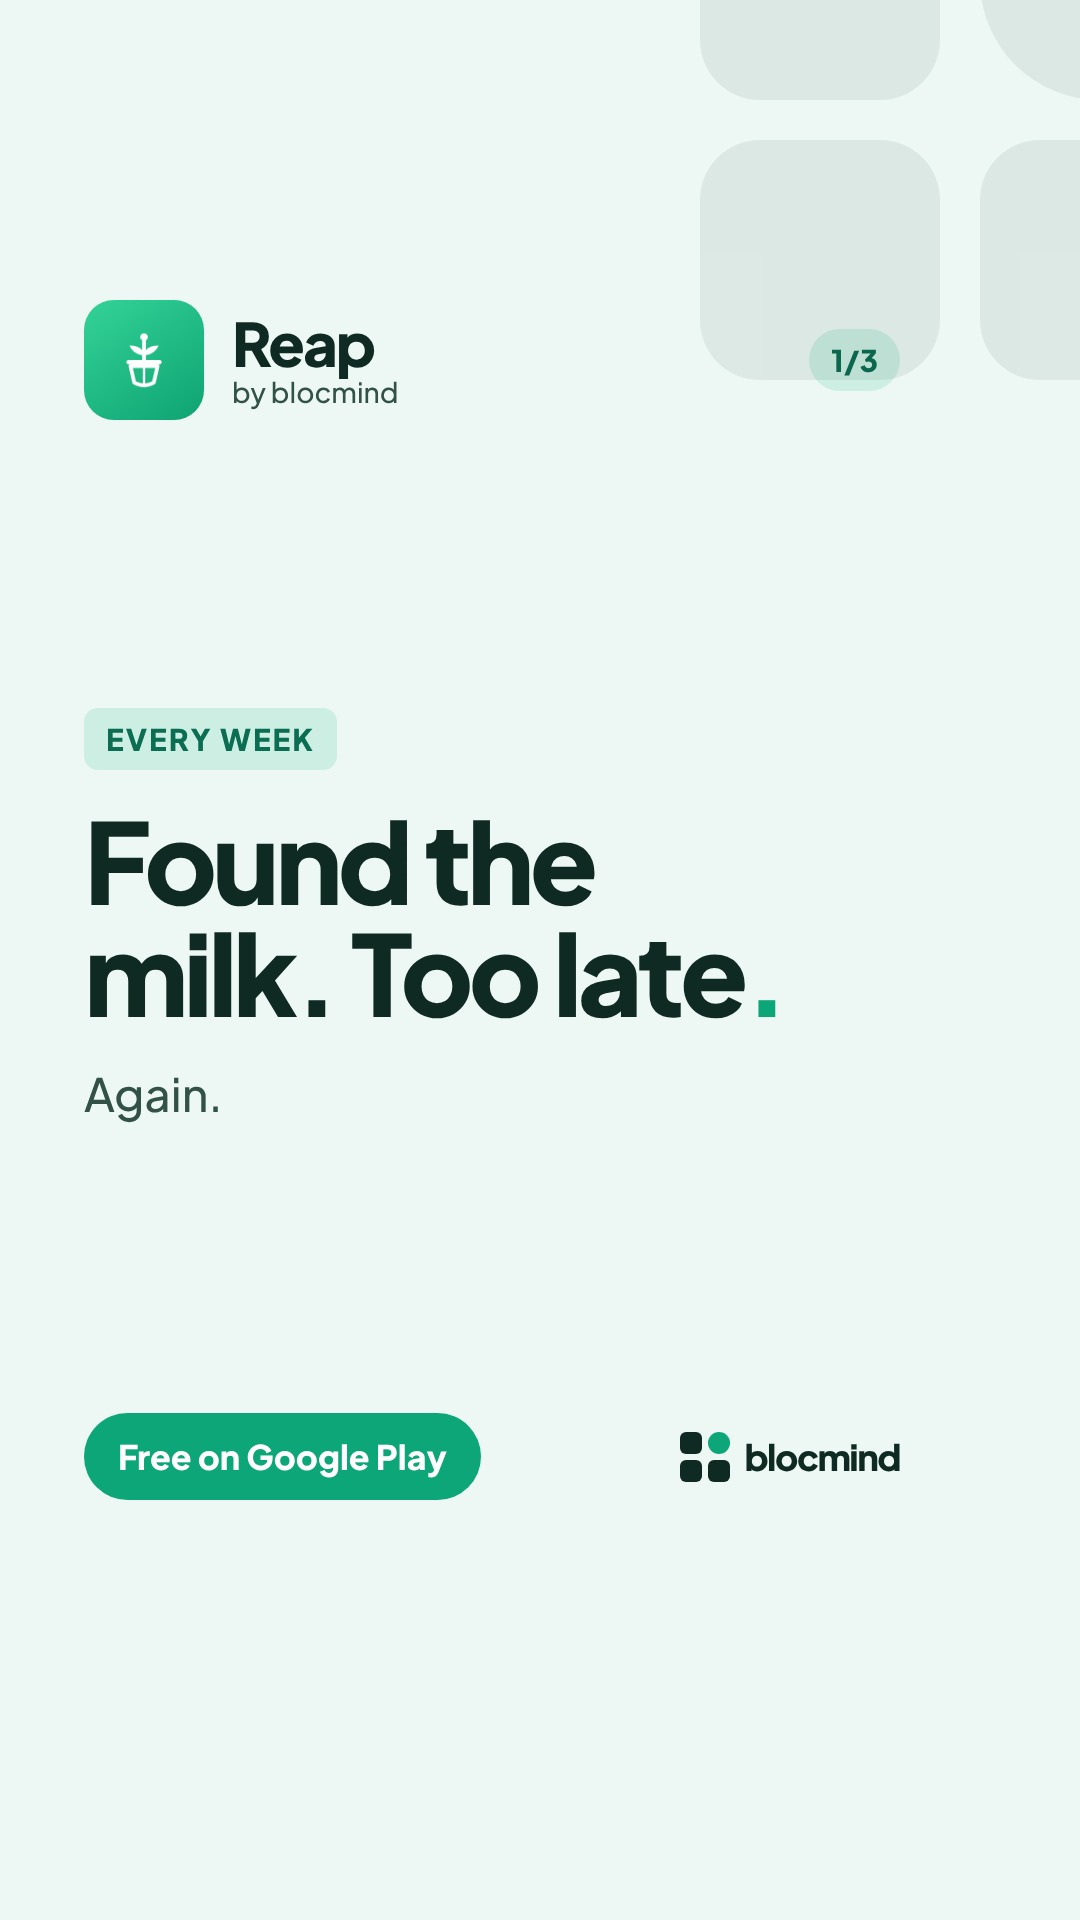 Reap
by blocmind
1/3
EVERY WEEK
Found the
milk. Too late.
Again.
Free on Google Play
blocmind